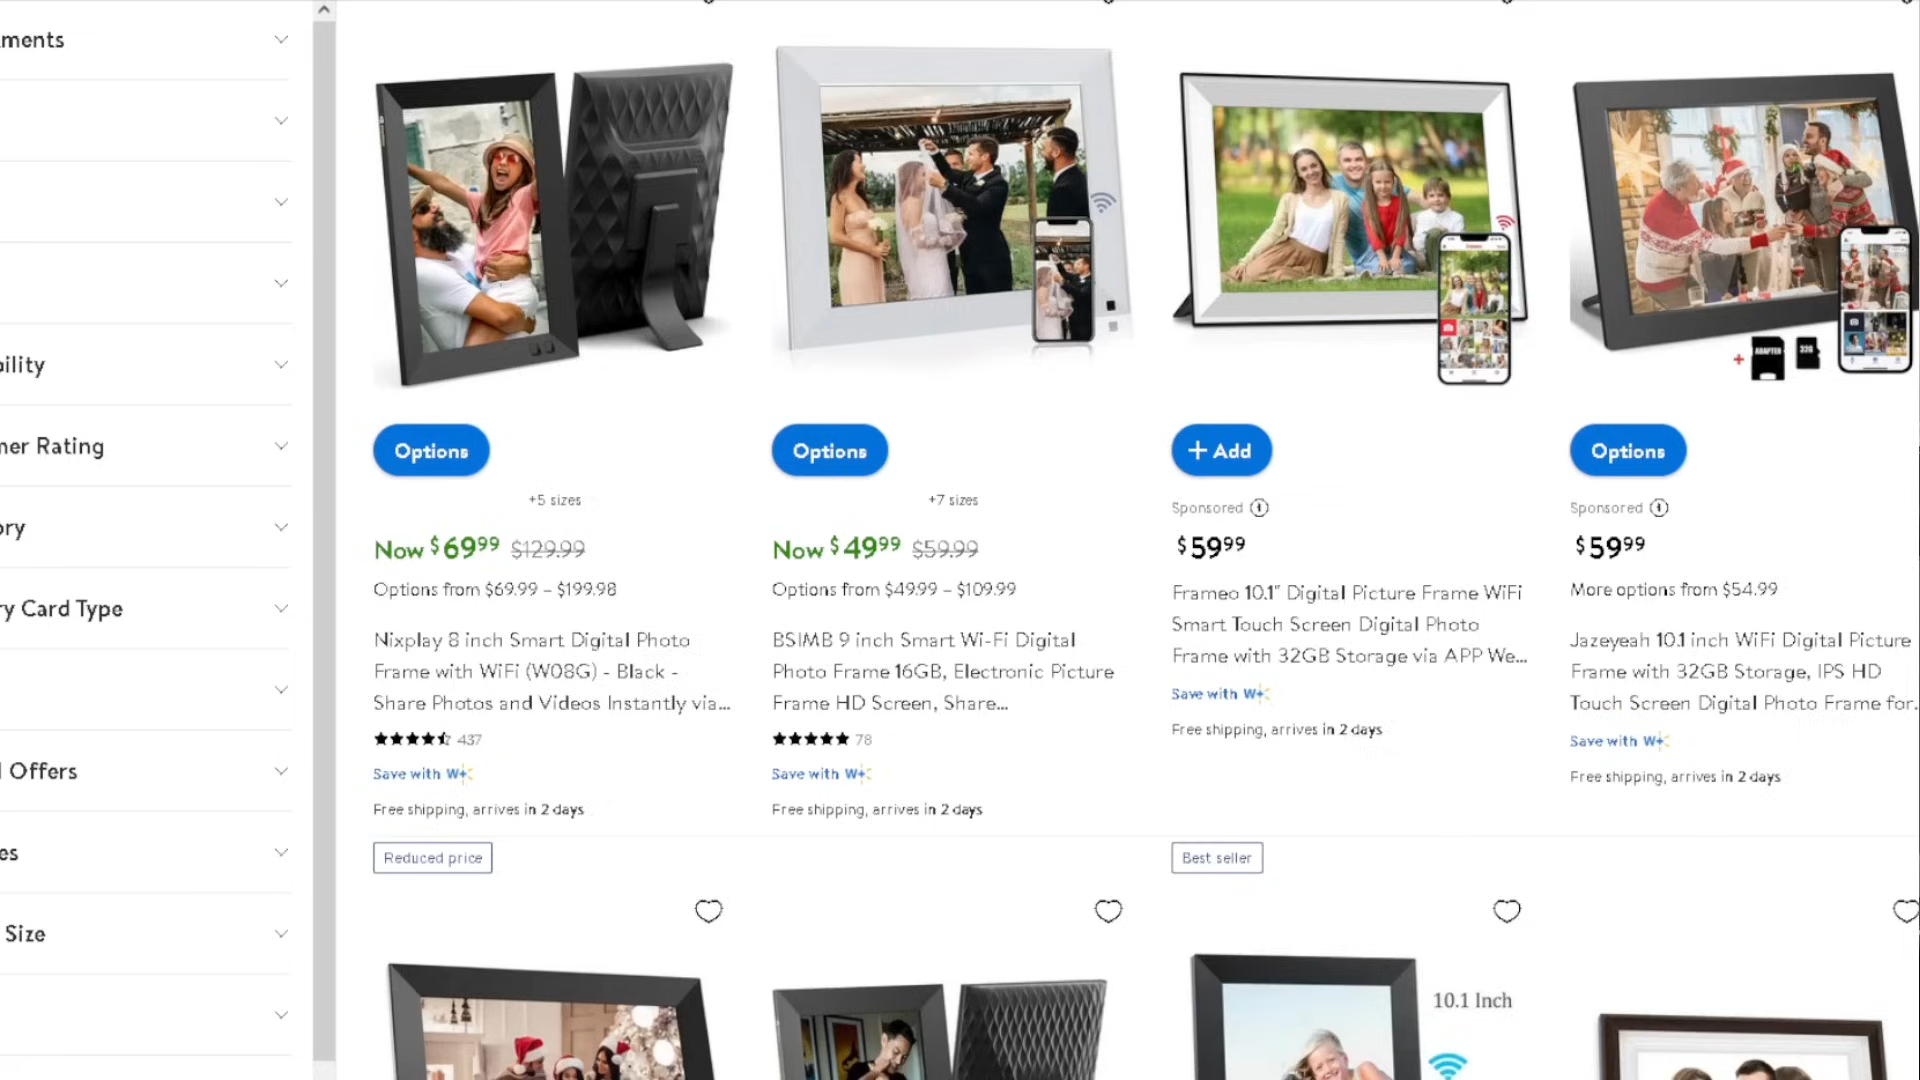 ments
bility
mer Rating
ory
ry Card Type
l Offers
es
Size
Options
+5 sizes
Now $69.99 $129.99
Options from $69.99 – $199.98
Nixplay 8 inch Smart Digital Photo
Frame with WiFi (W08G) - Black -
Share Photos and Videos Instantly via...
437
Save with W+
Free shipping, arrives in 2 days
Options
+7 sizes
Now $49.99 $59.99
Options from $49.99 – $109.99
BSIMB 9 inch Smart Wi-Fi Digital
Photo Frame 16GB, Electronic Picture
Frame HD Screen, Share...
78
Save with W+
Free shipping, arrives in 2 days
+ Add
Sponsored
$59.99
Frameo 10.1" Digital Picture Frame WiFi
Smart Touch Screen Digital Photo
Frame with 32GB Storage via APP We...
Save with W+
Free shipping, arrives in 2 days
+ ADAPTER 32G
Options
Sponsored
$59.99
More options from $54.99
Jazeyeah 10.1 inch WiFi Digital Picture
Frame with 32GB Storage, IPS HD
Touch Screen Digital Photo Frame for.
Save with W+
Free shipping, arrives in 2 days
Reduced price
Best seller
10.1 Inch